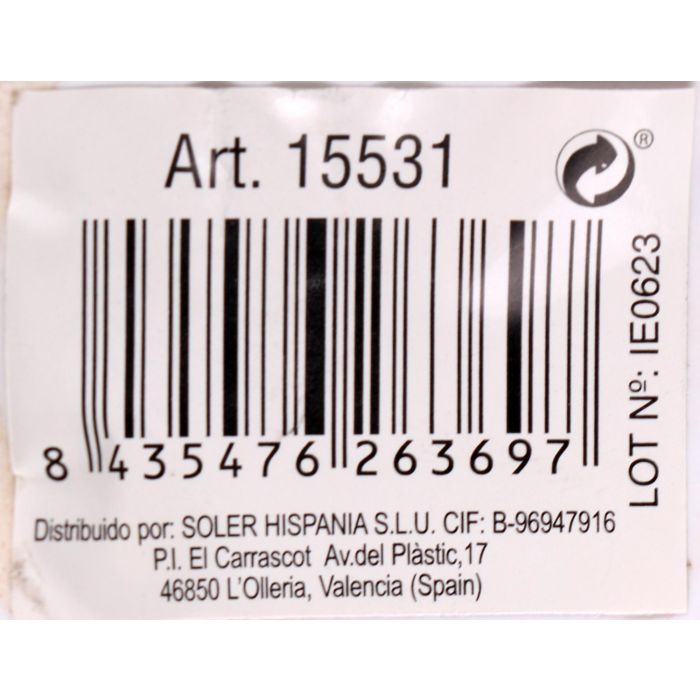 Art. 15531
®
LOT Nº: IE0623
8 435476 263697
Distribuido por: SOLER HISPANIA S.L.U. CIF: B-96947916
P.I. El Carrascot Av.del Plàstic,17
46850 L'Olleria, Valencia (Spain)